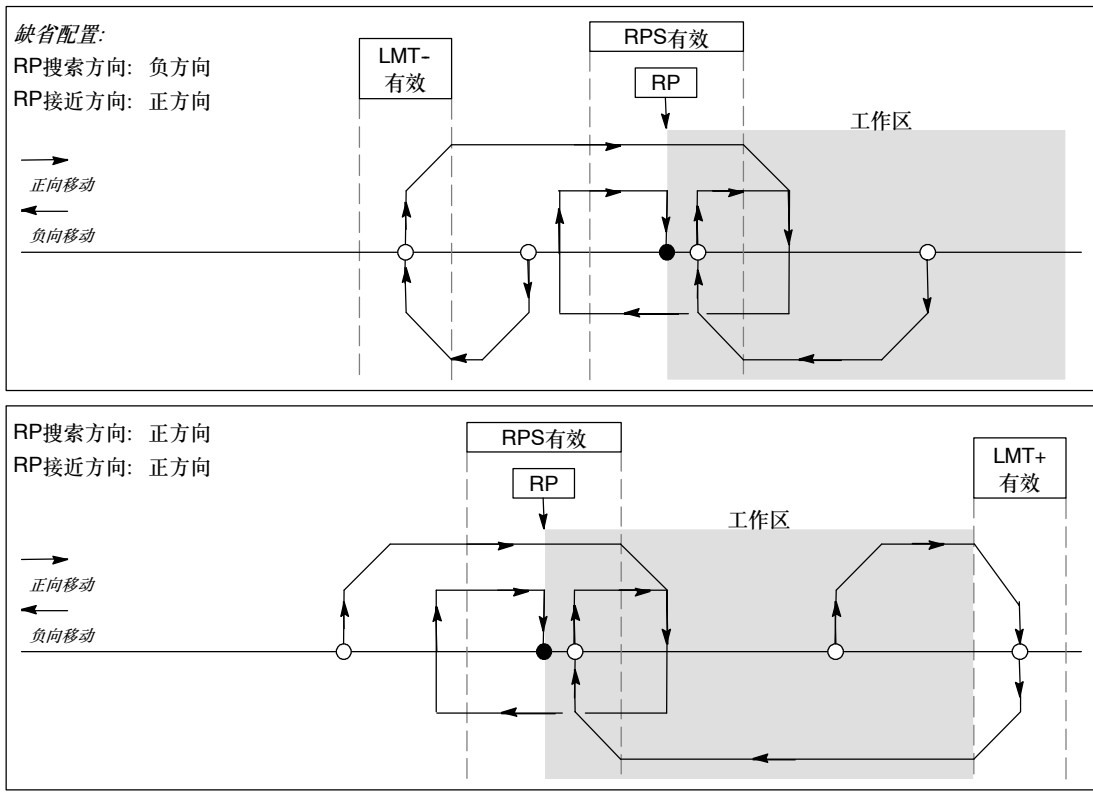 缺省配置:
RP搜索方向: 负方向
RP接近方向: 正方向
LMT-
有效
RPS有效
RP
工作区
正向移动
负向移动
RP搜索方向: 正方向
RP接近方向: 正方向
RPS有效
RP
LMT+
有效
工作区
正向移动
负向移动